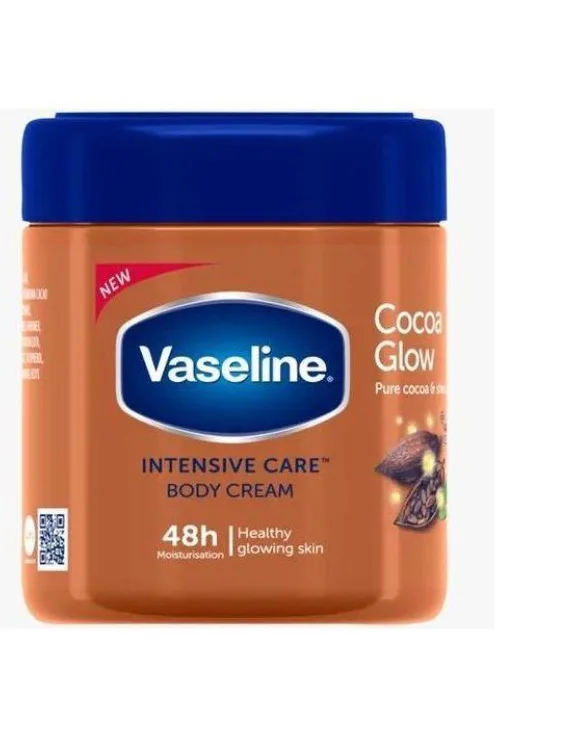 NEW
Vaseline.
INTENSIVE CARE™
BODY CREAM
48h
Moisturisation
Healthy
glowing skin
Cocoa
Glow
Pure cocoa &